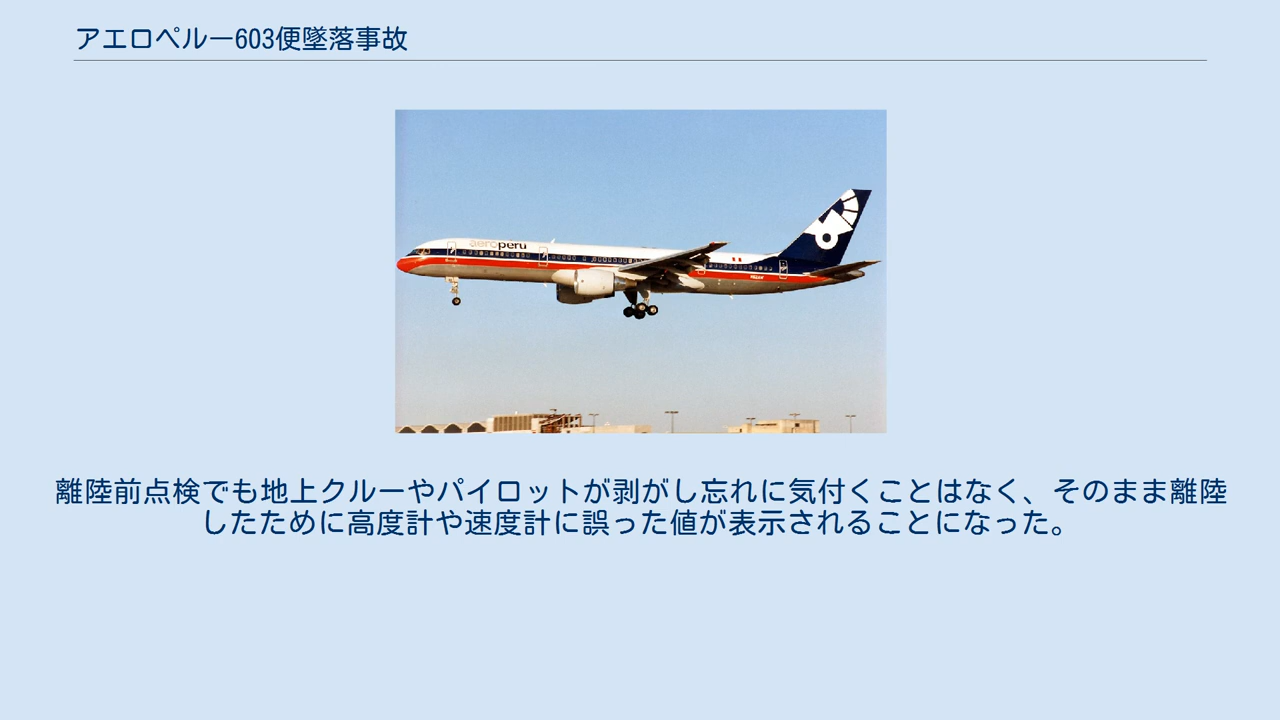 アエロペルー603便墜落事故
aeroperu
離陸前点検でも地上クルーやパイロットが剥がし忘れに気付くことはなく、そのまま離陸
したために高度計や速度計に誤った値が表示されることになった。